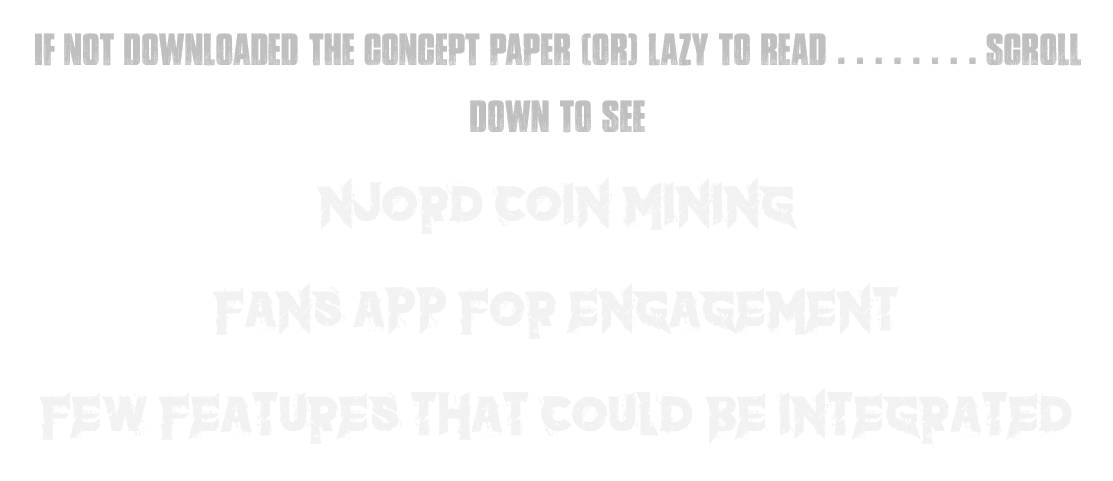 IF NOT DOWNLOADED THE CONCEPT PAPER (OR) LAZY TO READ . . . . . . . . SCROLL
DOWN TO SEE
NJORD COIN MINING
FANS APP FOR ENGAGEMENT
FEW FEATURES THAT COULD BE INTEGRATED